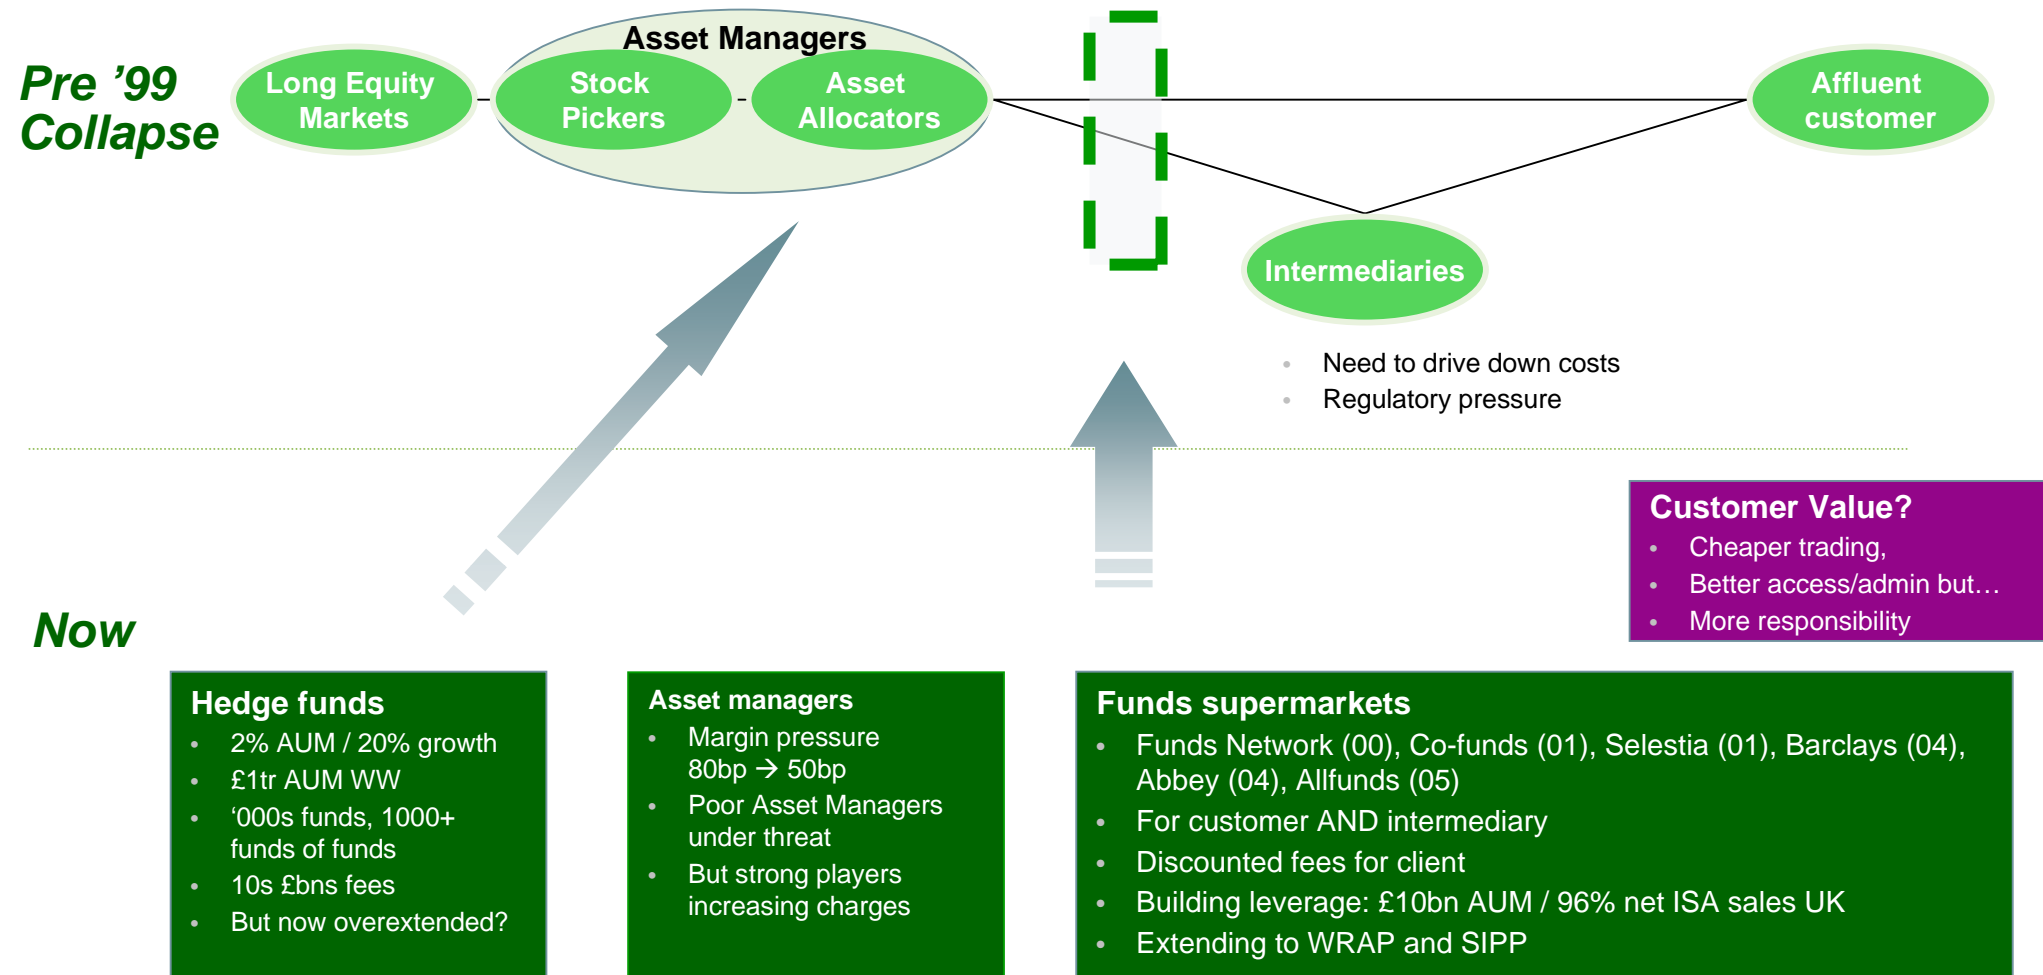 Asset Managers
Pre ’99
Collapse
Long Equity
Markets
Stock
Pickers
Asset
Allocators
Affluent
customer
Intermediaries
• Need to drive down costs
• Regulatory pressure
Customer Value?
• Cheaper trading,
• Better access/admin but…
• More responsibility
Now
Hedge funds
• 2% AUM / 20% growth
• £1tr AUM WW
• ‘000s funds, 1000+
funds of funds
• 10s £bns fees
• But now overextended?
Asset managers
• Margin pressure
80bp → 50bp
• Poor Asset Managers
under threat
• But strong players
increasing charges
Funds supermarkets
• Funds Network (00), Co-funds (01), Selestia (01), Barclays (04),
Abbey (04), Allfunds (05)
• For customer AND intermediary
• Discounted fees for client
• Building leverage: £10bn AUM / 96% net ISA sales UK
• Extending to WRAP and SIPP